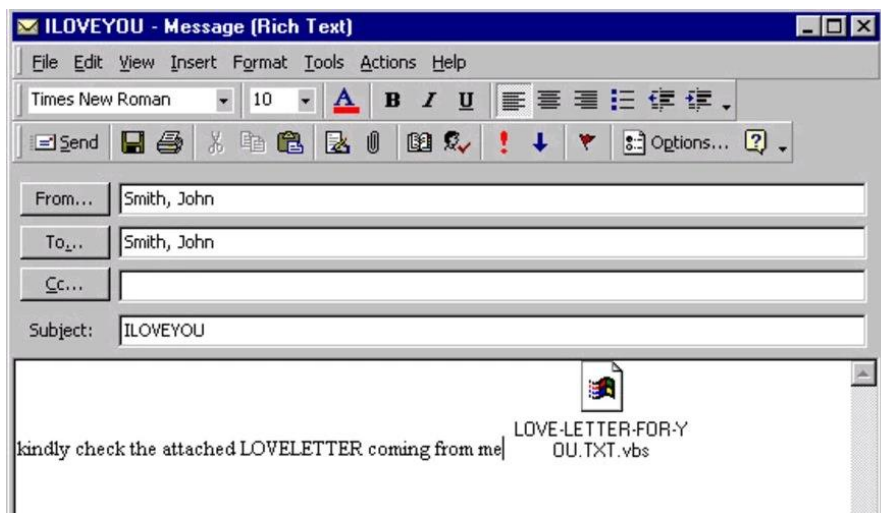 ILOVEYOU - Message (Rich Text)
File Edit View Insert Format Tools Actions Help
Times New Roman 10 A B I U
Send Options...
From... Smith, John
To... Smith, John
Cc...
Subject: ILOVEYOU
kindly check the attached LOVELETTER coming from me
LOVE-LETTER-FOR-Y
OU.TXT.vbs